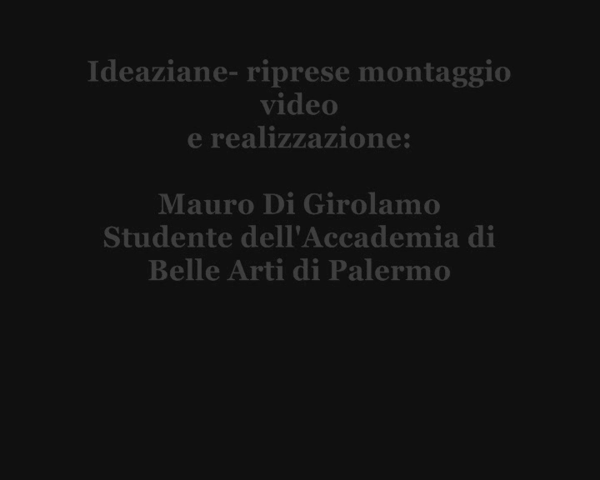 Ideaziane- riprese montaggio
video
e realizzazione:
Mauro Di Girolamo
Studente dell'Accademia di
Belle Arti di Palermo